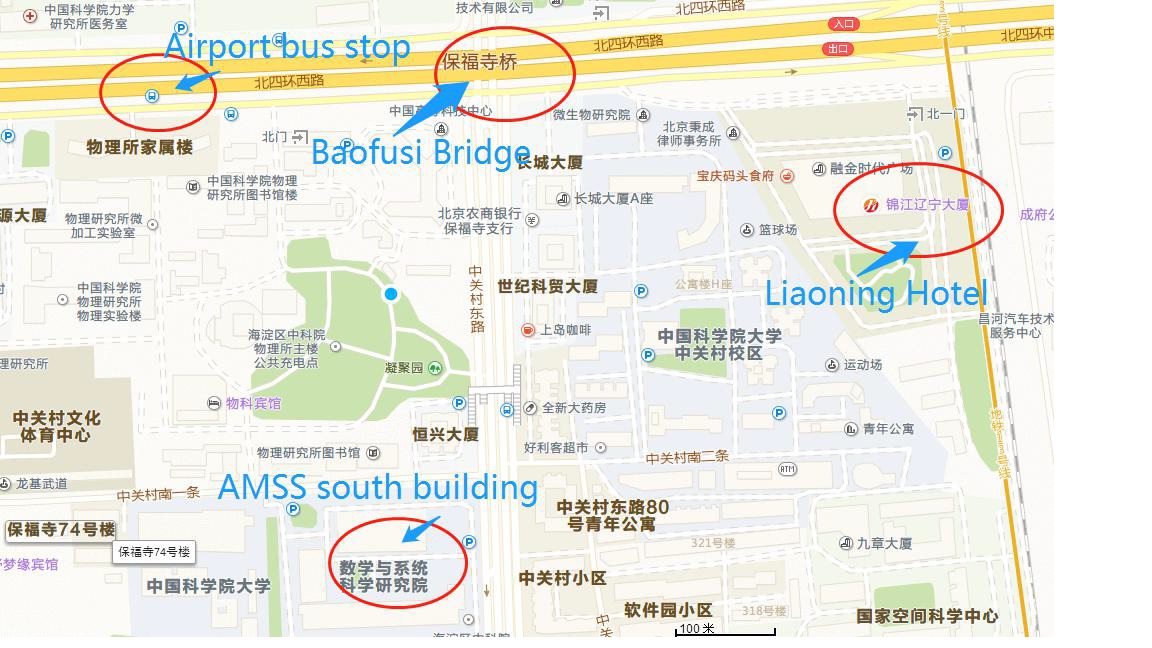 中国科学院力学
研究所医务室
技术有限公司
北四环西路
入口
Airport bus stop
保福寺桥
北四环西路
出口
北四环中
北四环西路
中国
科技中心
微生物研究院
北京秉成
律师事务所
北一门
北门
物理所家属楼
Baofusi Bridge
长城大厦
融金时代广场
宝庆码头食府
中国科学院物理
研究所图书馆楼
长城大厦A座
锦江辽宁大厦
源大厦
物理研究所微
加工实验室
北京农商银行
保福寺支行
篮球场
成府公
中关村东路
世纪科贸大厦
公寓楼H座
Liaoning Hotel
中国科学院
物理研究所
物理实验楼
昌河汽车技术
服务中心
上岛咖啡
中国科学院大学
中关村校区
海淀区中科院
物理所主楼
公共充电点
理研究所
凝聚园
运动场
物科宾馆
全新大药房
中关村文化
体育中心
恒兴大厦
青年公寓
好利客超市
物理研究所图书馆
中关村南二条
ATM
龙基武道
中关村南一条
AMSS south building
中关村东路80
号青年公寓
保福寺74号楼
保福寺74号楼
321号楼
九章大厦
梦缘宾馆
数学与系统
科学研究院
中国科学院大学
中关村小区
软件园小区
318号楼
国家空间科学中心
100 米
中关